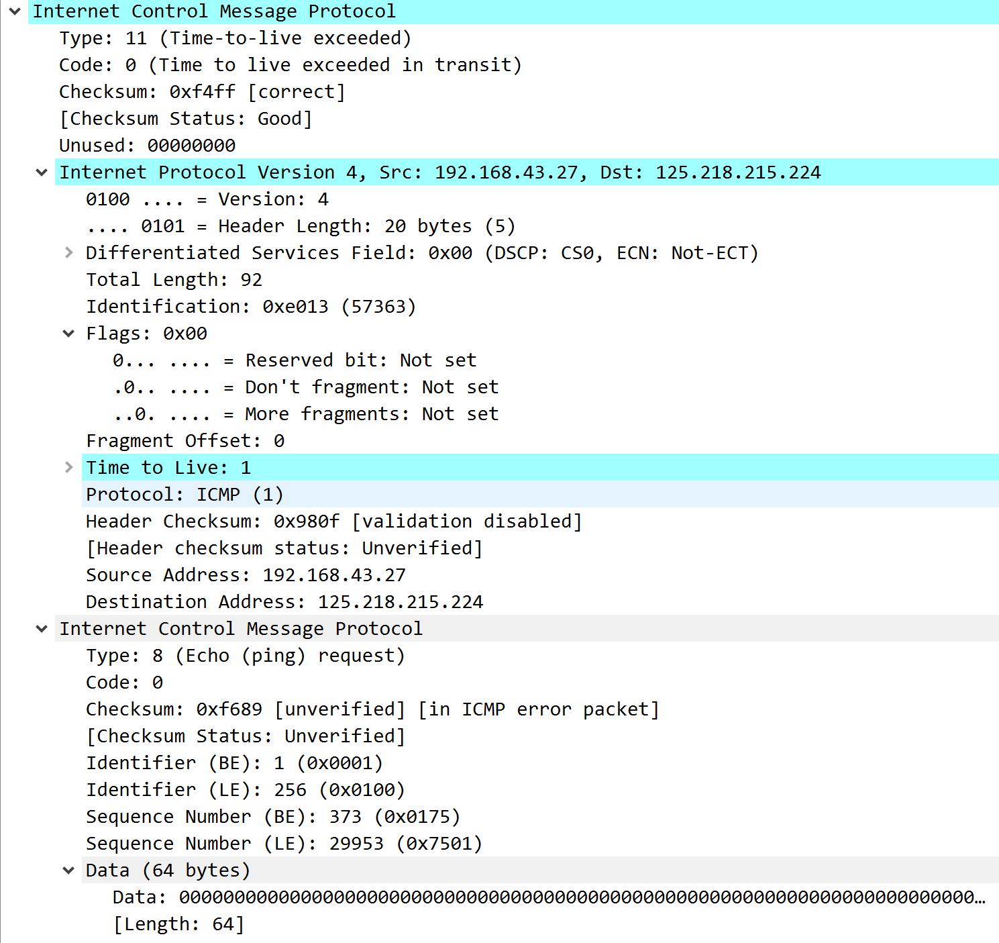 Internet Control Message Protocol
Type: 11 (Time-to-live exceeded)
Code: 0 (Time to live exceeded in transit)
Checksum: 0xf4ff [correct]
[Checksum Status: Good]
Unused: 00000000
Internet Protocol Version 4, Src: 192.168.43.27, Dst: 125.218.215.224
0100 .... = Version: 4
.... 0101 = Header Length: 20 bytes (5)
Differentiated Services Field: 0x00 (DSCP: CS0, ECN: Not-ECT)
Total Length: 92
Identification: 0xe013 (57363)
Flags: 0x00
0... .... = Reserved bit: Not set
.0.. .... = Don't fragment: Not set
..0. .... = More fragments: Not set
Fragment Offset: 0
Time to Live: 1
Protocol: ICMP (1)
Header Checksum: 0x980f [validation disabled]
[Header checksum status: Unverified]
Source Address: 192.168.43.27
Destination Address: 125.218.215.224
Internet Control Message Protocol
Type: 8 (Echo (ping) request)
Code: 0
Checksum: 0xf689 [unverified] [in ICMP error packet]
[Checksum Status: Unverified]
Identifier (BE): 1 (0x0001)
Identifier (LE): 256 (0x0100)
Sequence Number (BE): 373 (0x0175)
Sequence Number (LE): 29953 (0x7501)
Data (64 bytes)
Data: 000000000000000000000000000000000000000000000000000000000000000000000000…
[Length: 64]